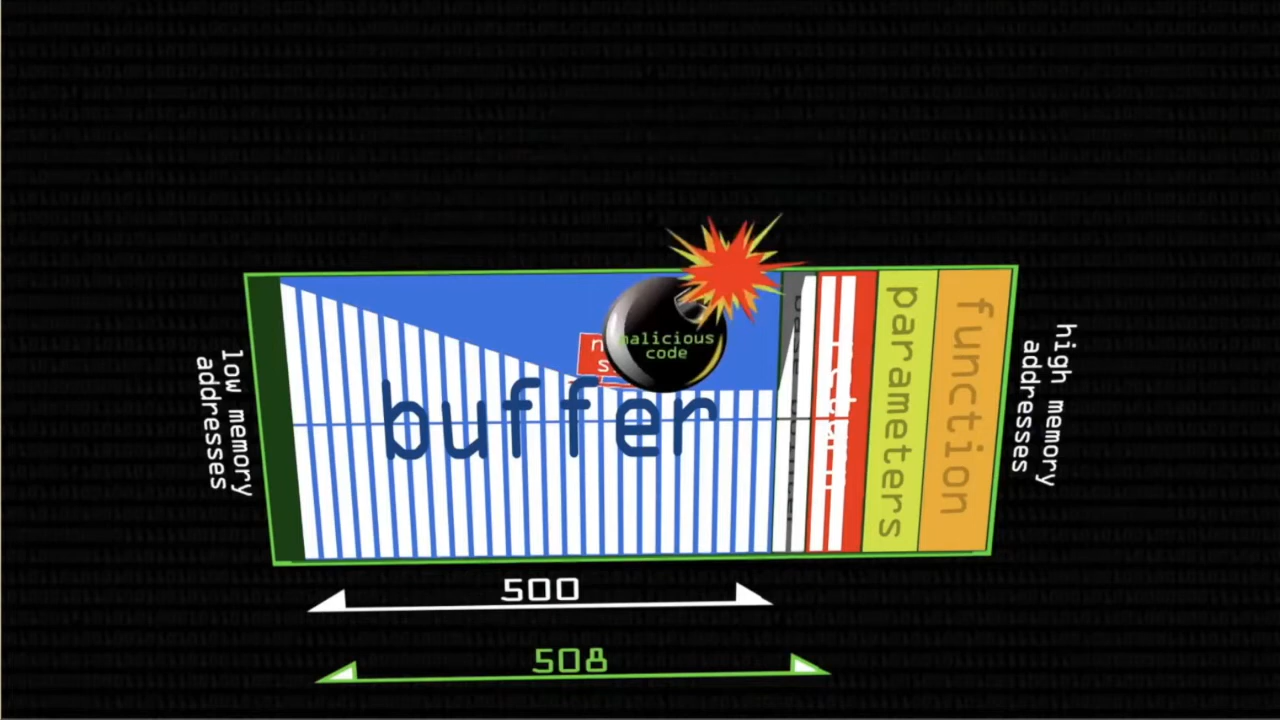 low memory
addresses
malicious
code
buffer
parameters
function
high memory
addresses
500
508